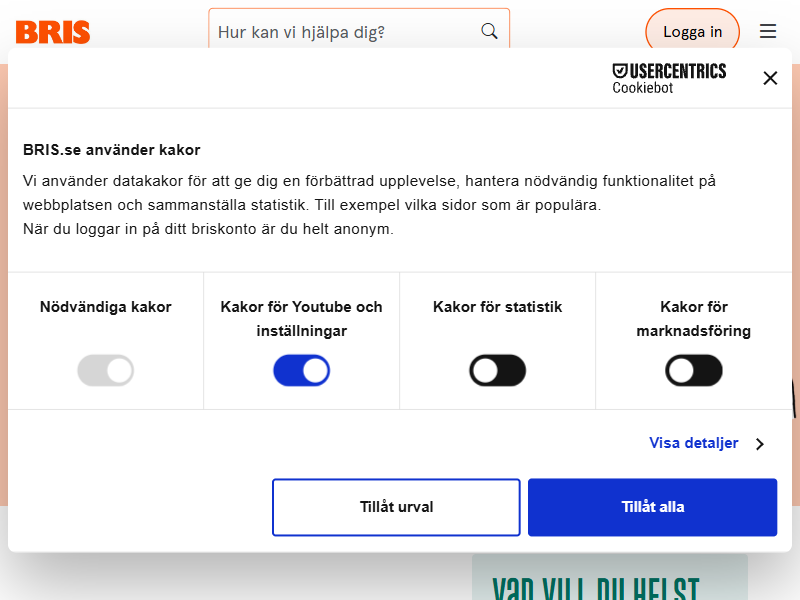 BRIS
Hur kan vi hjälpa dig?
Logga in
USERCENTRICS
Cookiebot
BRIS.se använder kakor
Vi använder datakakor för att ge dig en förbättrad upplevelse, hantera nödvändig funktionalitet på
webbplatsen och sammanställa statistik. Till exempel vilka sidor som är populära.
När du loggar in på ditt briskonto är du helt anonym.
Nödvändiga kakor
Kakor för Youtube och
inställningar
Kakor för statistik
Kakor för
marknadsföring
Visa detaljer
Tillåt urval
Tillåt alla
VAD VILL DU HELST